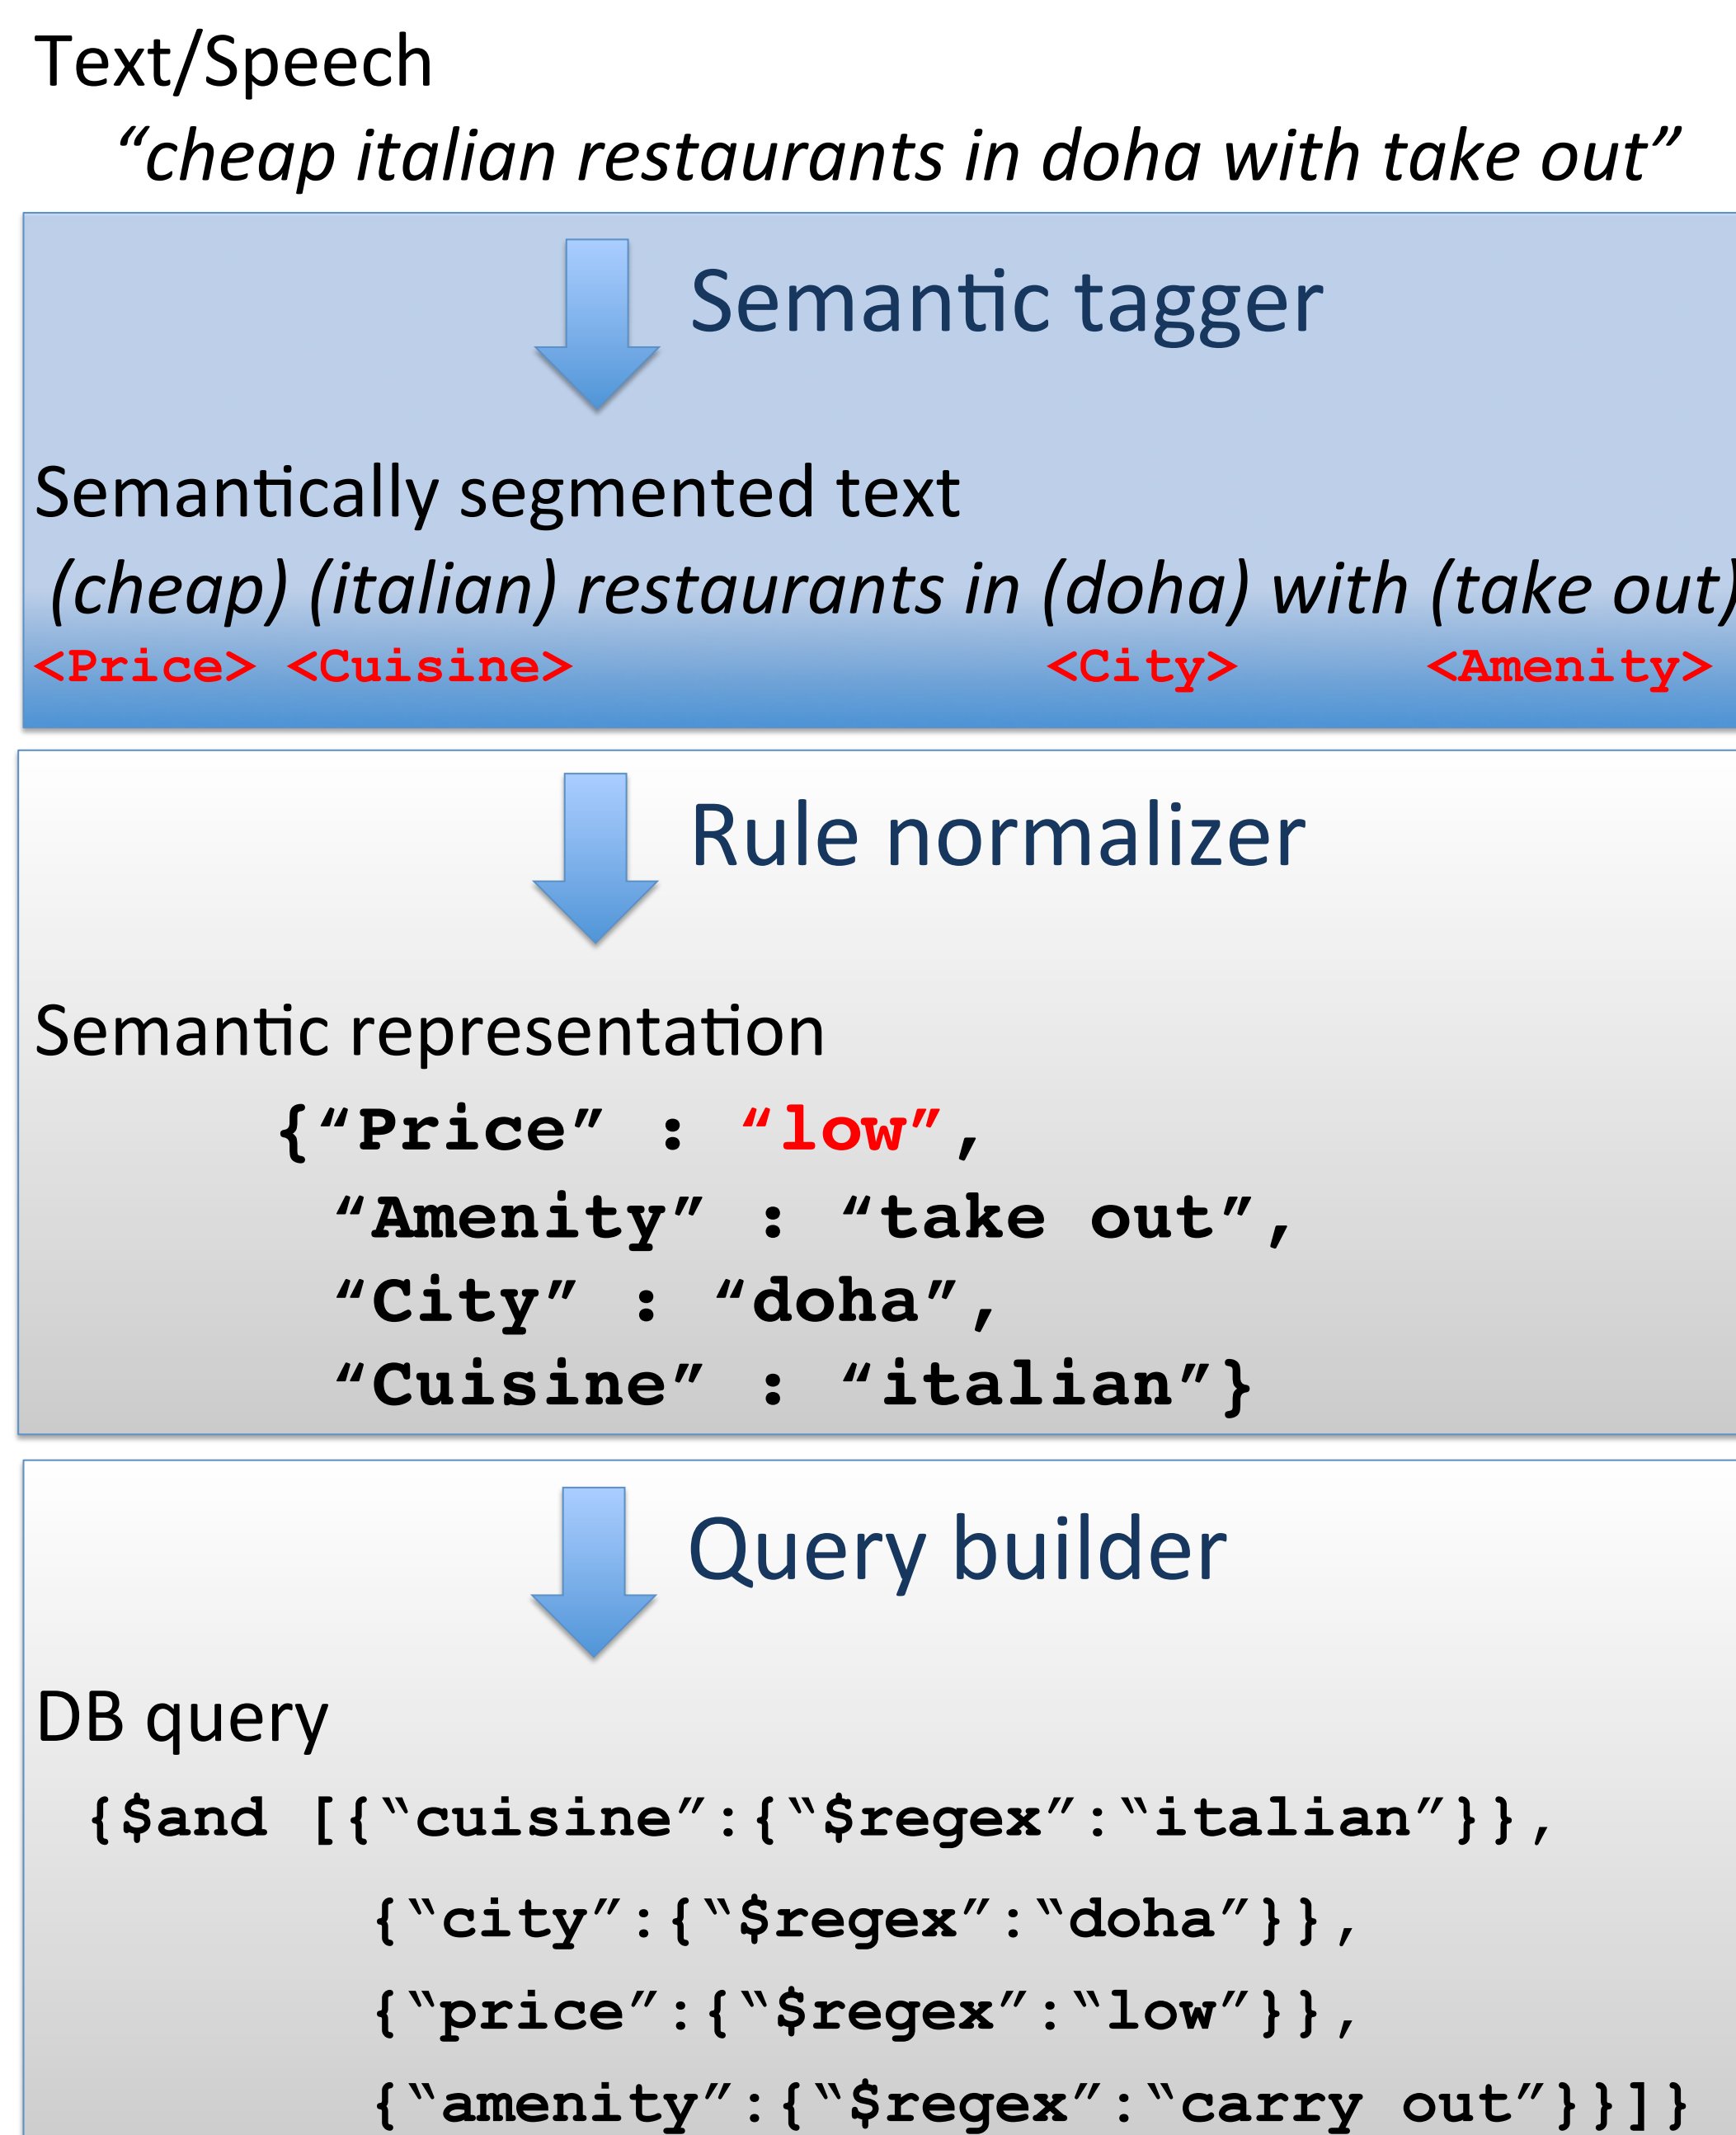 Text/Speech
“cheap italian restaurants in doha with take out”
Semantic tagger
Semantically segmented text
(cheap) (italian) restaurants in (doha) with (take out)
<Price> <Cuisine> <City> <Amenity>
Rule normalizer
Semantic representation
{“Price” : “low”,
“Amenity” : “take out”,
“City” : “doha”,
“Cuisine” : “italian”}
Query builder
DB query
{$and [{“cuisine”:{“$regex”:“italian”}},
{“city”:{“$regex”:“doha”}},
{“price”:{“$regex”:“low”}},
{“amenity”:{“$regex”:“carry out”}}]}